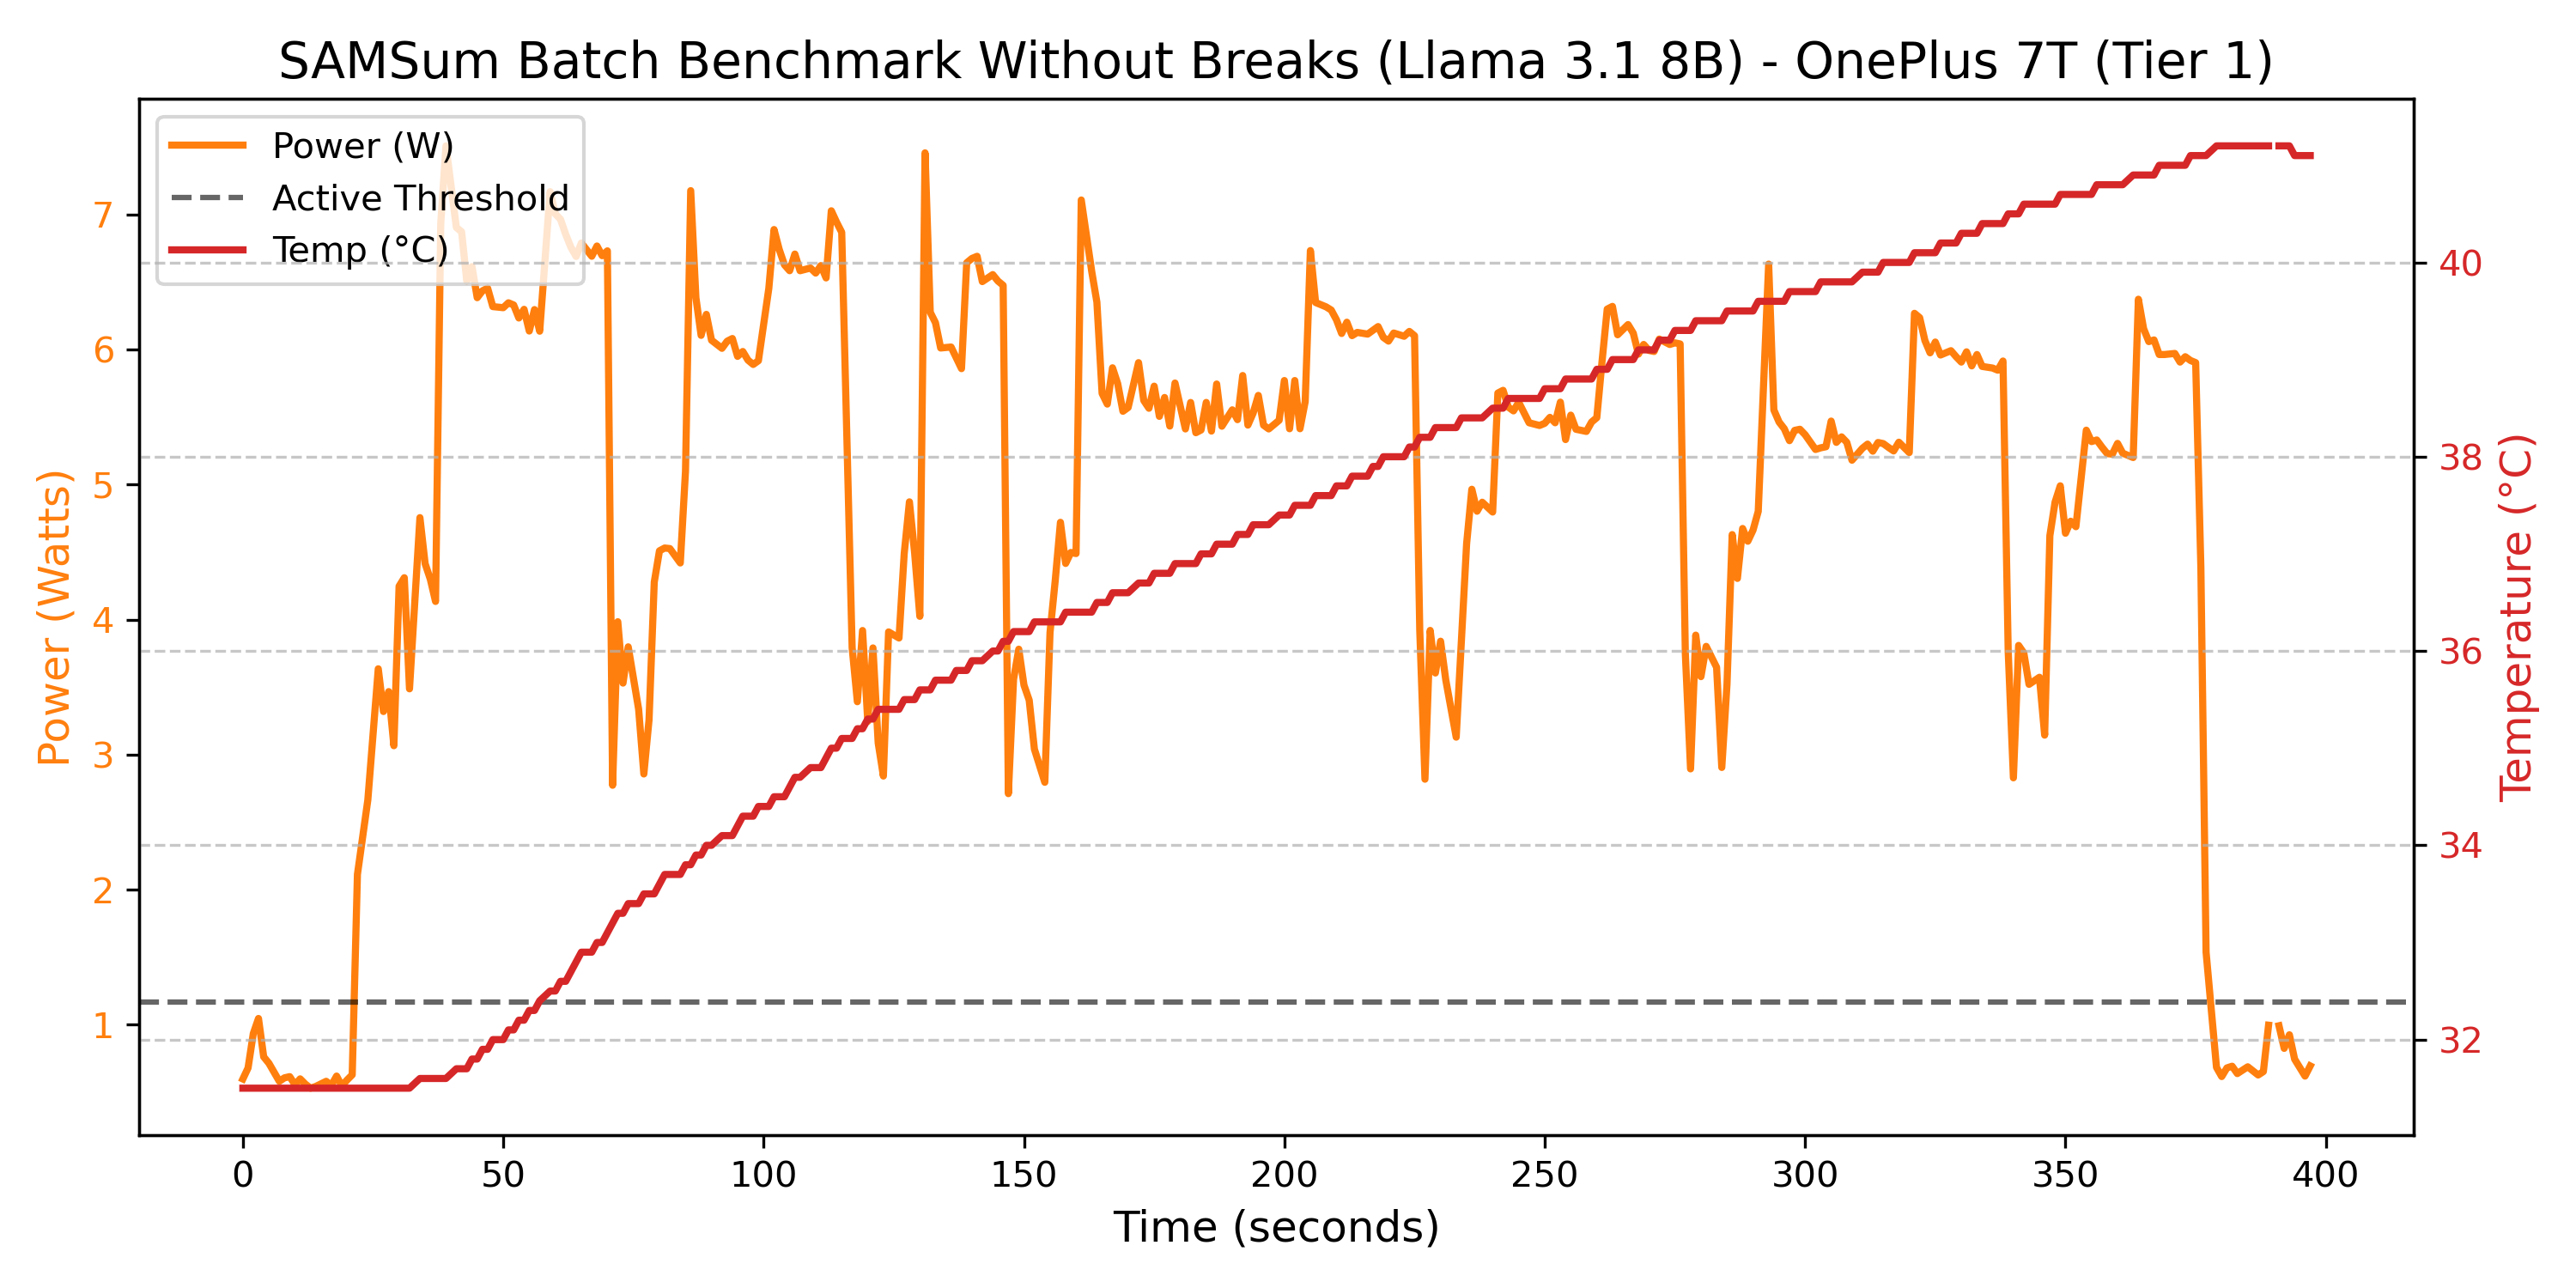 SAMSum Batch Benchmark Without Breaks (Llama 3.1 8B) - OnePlus 7T (Tier 1)
Power (W)
Active Threshold
Temp (°C)
Power (Watts)
7
6
5
4
3
2
1
40
38
36
34
32
Temperature (°C)
0 50 100 150 200 250 300 350 400
Time (seconds)